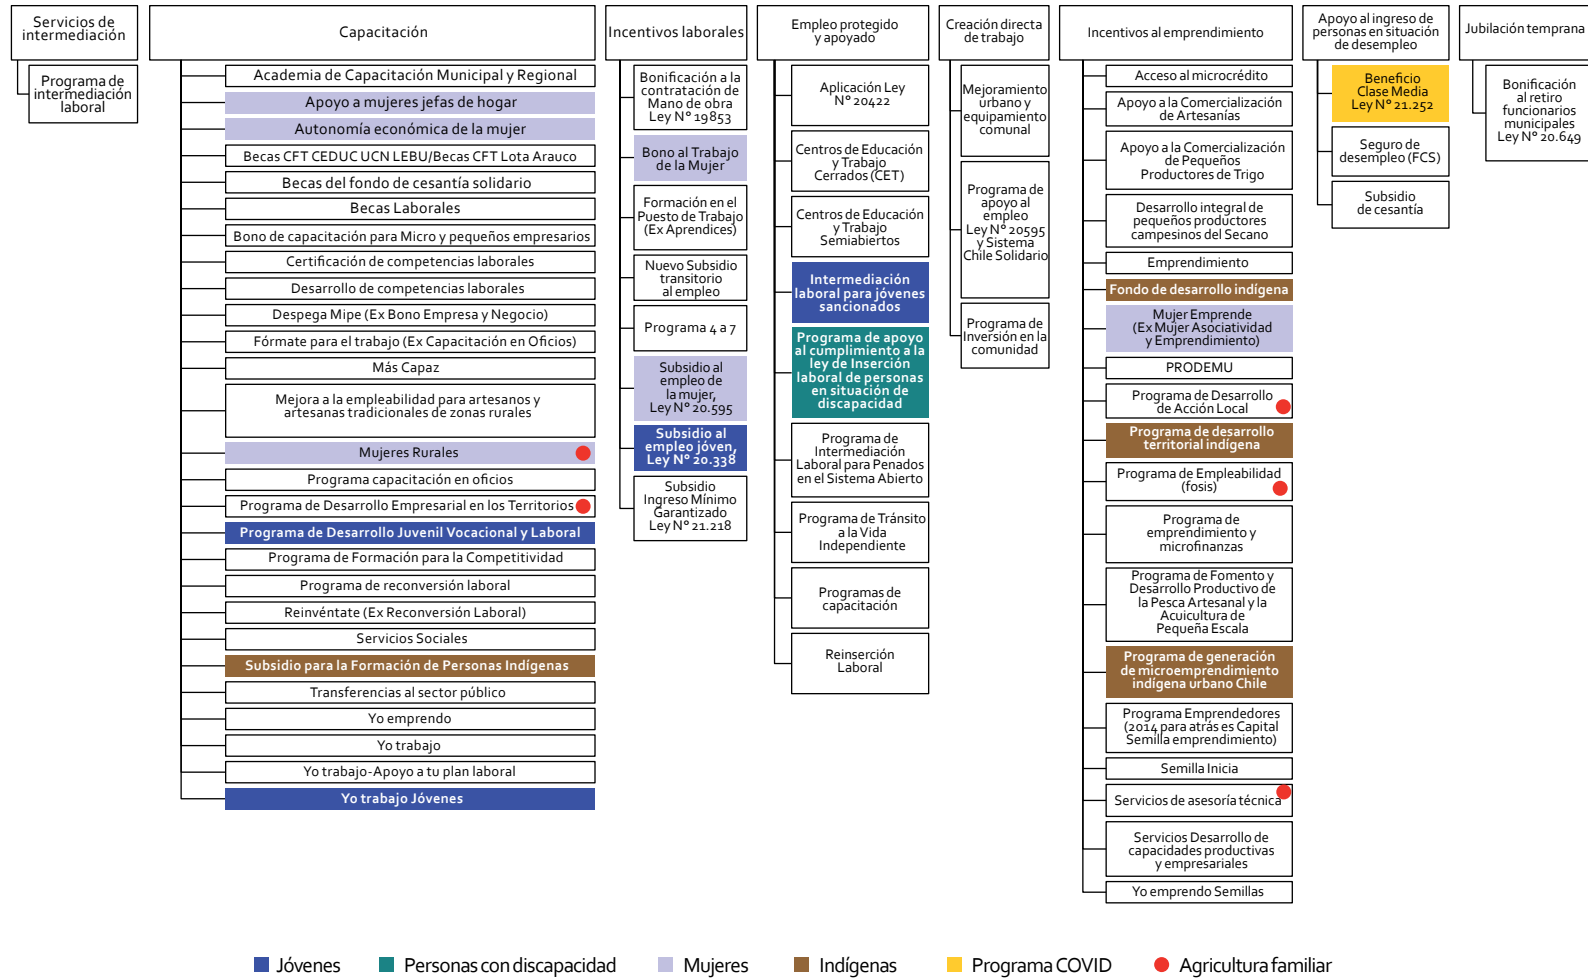 Servicios de
intermediación
Programa de
intermediación
laboral
Capacitación
Academia de Capacitación Municipal y Regional
Apoyo a mujeres jefas de hogar
Autonomía económica de la mujer
Becas CFT CEDUC UCN LEBU/Becas CFT Lota Arauco
Becas del fondo de cesantía solidario
Becas Laborales
Bono de capacitación para Micro y pequeños empresarios
Certificación de competencias laborales
Desarrollo de competencias laborales
Despega Mipe (Ex Bono Empresa y Negocio)
Fórmate para el trabajo (Ex Capacitación en Oficios)
Más Capaz
Mejora a la empleabilidad para artesanos y
artesanas tradicionales de zonas rurales
Mujeres Rurales
Programa capacitación en oficios
Programa de Desarrollo Empresarial en los Territorios
Programa de Desarrollo Juvenil Vocacional y Laboral
Programa de Formación para la Competitividad
Programa de reconversión laboral
Reinvéntate (Ex Reconversión Laboral)
Servicios Sociales
Subsidio para la Formación de Personas Indígenas
Transferencias al sector público
Yo emprendo
Yo trabajo
Yo trabajo-Apoyo a tu plan laboral
Yo trabajo Jóvenes
Incentivos laborales
Bonificación a la
contratación de
Mano de obra
Ley N° 19853
Bono al Trabajo
de la Mujer
Formación en el
Puesto de Trabajo
(Ex Aprendices)
Nuevo Subsidio
transitorio
al empleo
Programa 4 a 7
Subsidio al
empleo de
la mujer,
Ley N° 20.595
Subsidio al
empleo jóven,
Ley N° 20.338
Subsidio
Ingreso Mínimo
Garantizado
Ley N° 21.218
Empleo protegido
y apoyado
Aplicación Ley
N° 20422
Centros de Educación
y Trabajo
Cerrados (CET)
Centros de Educación
y Trabajo
Semiabiertos
Intermediación
laboral para jóvenes
sancionados
Programa de apoyo
al cumplimiento a la
ley de Inserción
laboral de personas
en situación de
discapacidad
Programa de
Intermediación
Laboral para Penados
en el Sistema Abierto
Programa de Tránsito
a la Vida
Independiente
Programas de
capacitación
Reinserción
Laboral
Creación directa
de trabajo
Mejoramiento
urbano y
equipamiento
comunal
Programa de
apoyo al
empleo
Ley N° 20595
y Sistema
Chile Solidario
Programa de
Inversión en la
comunidad
Incentivos al emprendimiento
Acceso al microcrédito
Apoyo a la Comercialización
de Artesanías
Apoyo a la Comercialización
de Pequeños
Productores de Trigo
Desarrollo integral de
pequeños productores
campesinos del Secano
Emprendimiento
Fondo de desarrollo indígena
Mujer Emprende
(Ex Mujer Asociatividad
y Emprendimiento)
PRODEMU
Programa de Desarrollo
de Acción Local
Programa de desarrollo
territorial indígena
Programa de Empleabilidad
(fosis)
Programa de
emprendimiento y
microfinanzas
Programa de Fomento y
Desarrollo Productivo de
la Pesca Artesanal y la
Acuicultura de
Pequeña Escala
Programa de generación
de microemprendimiento
indígena urbano Chile
Programa Emprendedores
(2014 para atrás es Capital
Semilla emprendimiento)
Semilla Inicia
Servicios de asesoría técnica
Servicios Desarrollo de
capacidades productivas
y empresariales
Yo emprendo Semillas
Apoyo al ingreso de
personas en situación
de desempleo
Beneficio
Clase Media
Ley N° 21.252
Seguro de
desempleo (FCS)
Subsidio
de cesantía
Jubilación temprana
Bonificación
al retiro
funcionarios
municipales
Ley N° 20.649
Jóvenes
Personas con discapacidad
Mujeres
Indígenas
Programa COVID
Agricultura familiar